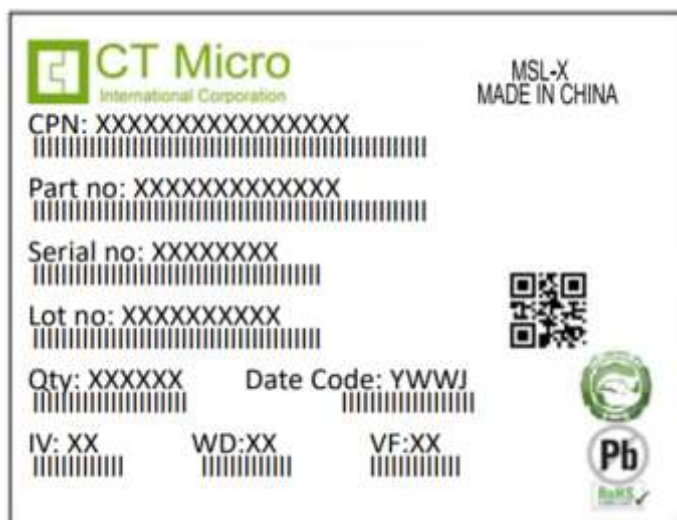 CT Micro
International Corporation
MSL-X
MADE IN CHINA
CPN: XXXXXXXXXXXXXXXX
Part no: XXXXXXXXXXXXX
Serial no: XXXXXXXX
Lot no: XXXXXXXXXX
Qty: XXXXXX Date Code: YWWJ
IV: XX WD:XX VF:XX
Pb
RoHS